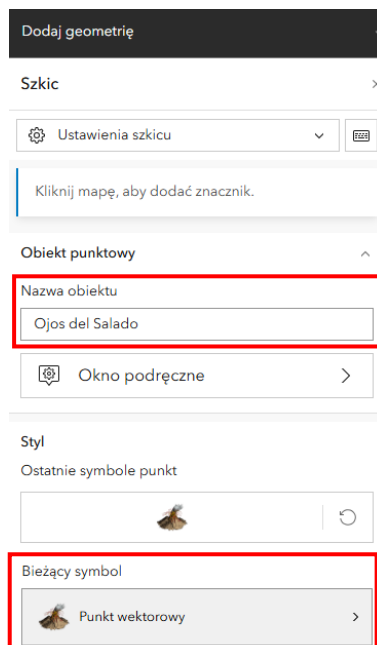 Dodaj geometrię
Szkic
Ustawienia szkicu
Kliknij mapę, aby dodać znacznik.
Obiekt punktowy
Nazwa obiektu
Ojos del Salado
Okno podręczne
Styl
Ostatnie symbole punkt
Bieżący symbol
Punkt wektorowy